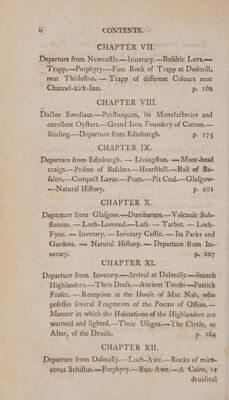 ii CONTENTS.
CHAPTER VII.
Departure from Newcastle.—Itinerary.—Basaltic Lava.—
Trapp.—Porphyry.—Fine Rock of Trapp at Dodmill,
near Thirleston. — Trapp of different Colours near
Channel-kirk-Inn. p. 162
CHAPTER VIII.
Doctor Swediaur.—Prestonpans, its Manufactories and
excellent Oysters.—Grand Iron Foundery of Carron.—
Stirling.—Departure from Edinburgh. p. 175
CHAPTER IX.
Departure from Edinburgh. — Livingston. — Moor-head
craigs.—Prisms of Basaltes.—Hearsthill.—Ball of Ba-
saltes.—Compact Lavas.—Peats.—Pit Coal.—Glasgow
—Natural History. p. 201
CHAPTER X.
Departure from Glasgow.—Dumbarton.—Volcanic Sub-
stances. — Loch-Lomond.—Luss. — Tarbet. — Loch-
Fyne. — Inverary. — Inverary Castle. — Its Parks and
Gardens. — Natural History. — Departure from In-
verary. p. 227
CHAPTER XI.
Departure from Inverary.—Arrival at Dalmally.—Scotch
Highlanders.—Their Dress.—Ancient Tomb.—Patrick
Fraser. — Reception at the House of Mac Nab, who
possesses several Fragments of the Poems of Ossian.—
Manner in which the Habitations of the Highlanders are
warmed and lighted.—Their Usages.—The Circle, or
Altar, of the Druids. p. 264
CHAPTER XII.
Departure from Dalmally.—Loch-Awe.—Rocks of mica-
ceous Schistus.—Porphyry.—Bun-Awe.—A Cairn, or
druidical